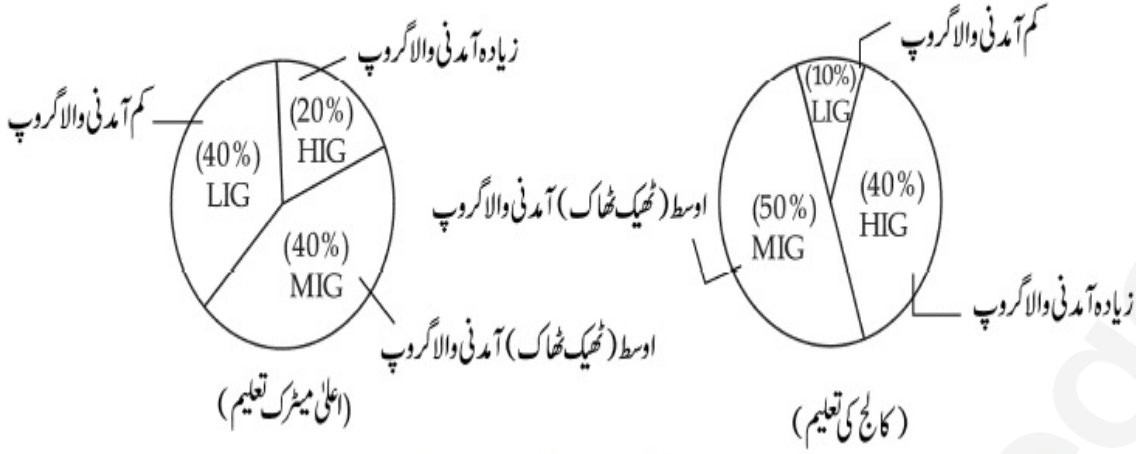 زیادہ آمدنی والا گروپ
کم آمدنی والا گروپ
(20%)
HIG
(40%)
LIG
(40%)
MIG
اوسط (ٹھیک ٹھاک) آمدنی والا گروپ
(اعلیٰ میٹرک تعلیم)
کم آمدنی والا گروپ
(10%)
LIG
اوسط (ٹھیک ٹھاک) آمدنی والا گروپ
(50%)
MIG
(40%)
HIG
زیادہ آمدنی والا گروپ
(کالج کی تعلیم)